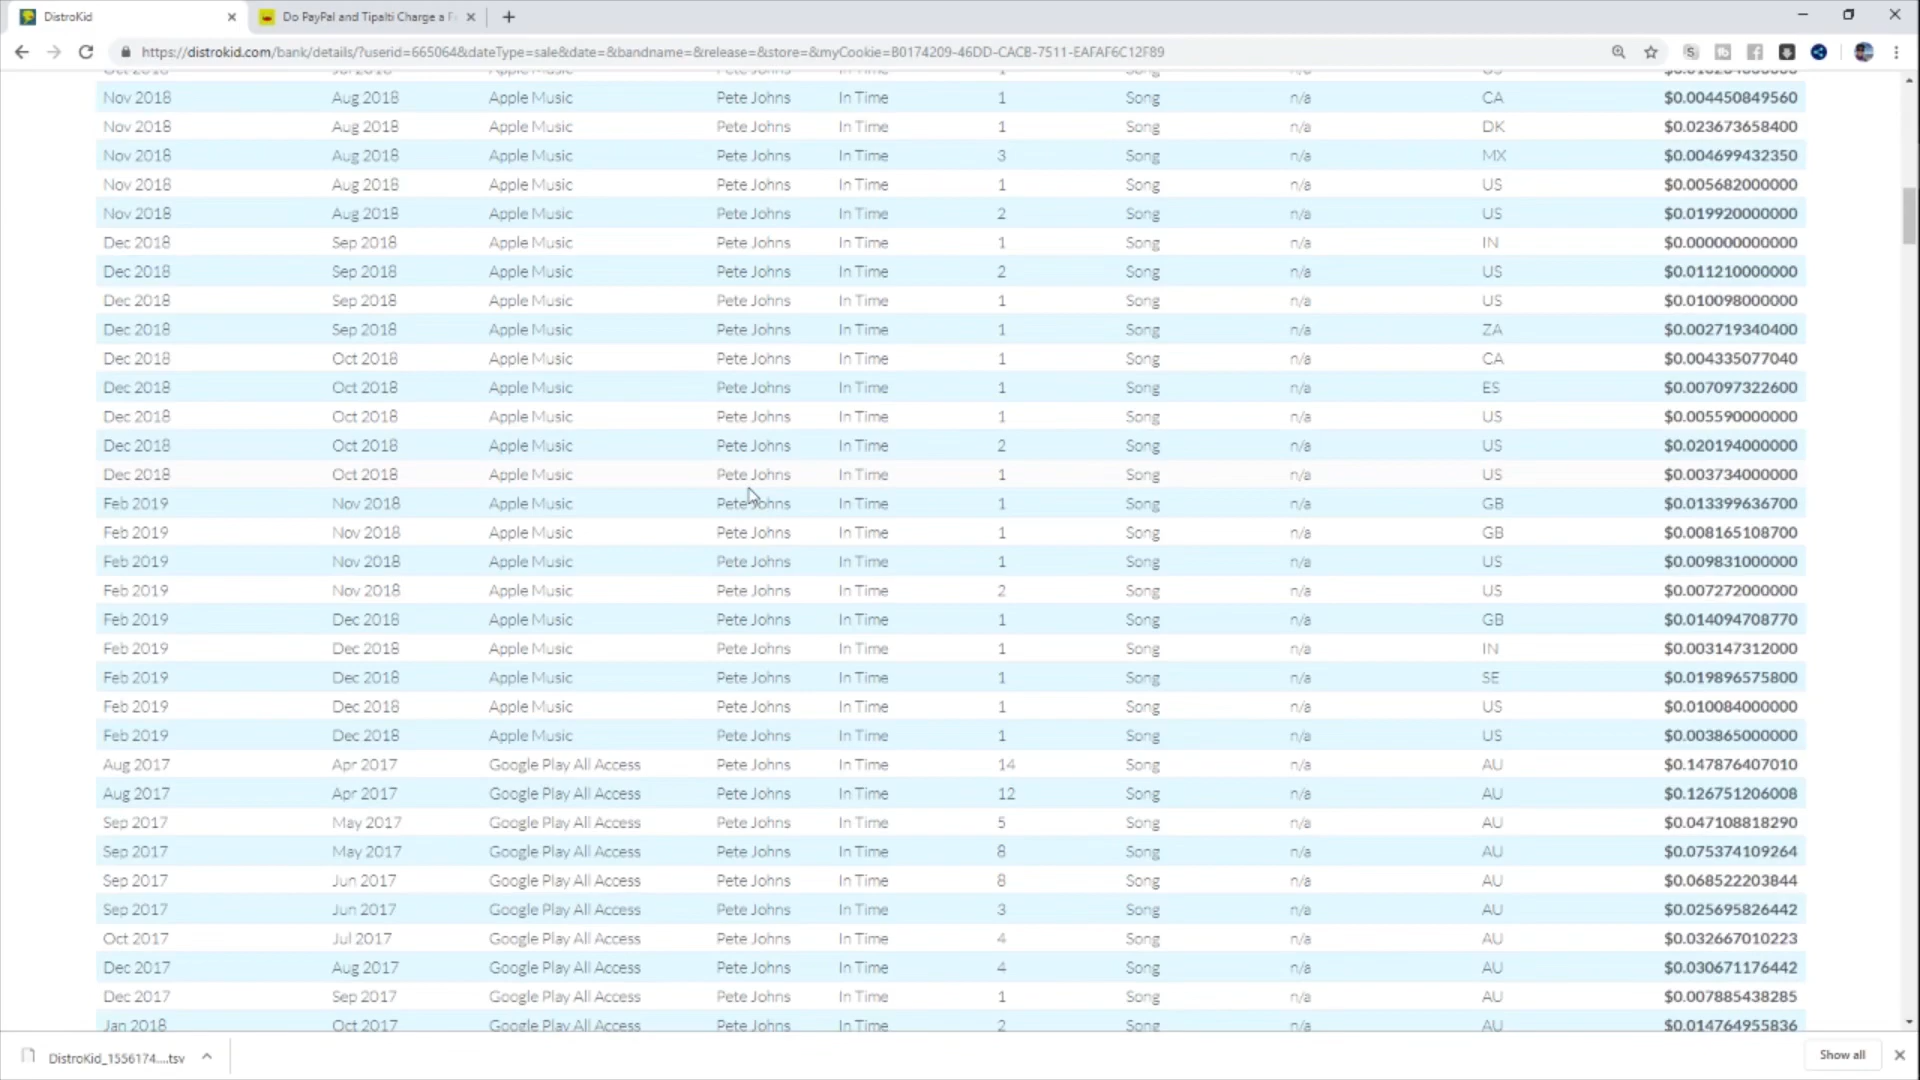 DistroKid
Do PayPal and Tipalti Charge a F
https://distrokid.com/bank/details/?userid=665064&dateType=sale&date=&bandname=&release=&store=&myCookie=B0174209-46DD-CACB-7511-EAFAF6C12F89
Nov 2018 Aug 2018 Apple Music Pete Johns In Time 1 Song n/a CA $0.004450849560
Nov 2018 Aug 2018 Apple Music Pete Johns In Time 1 Song n/a DK $0.023673658400
Nov 2018 Aug 2018 Apple Music Pete Johns In Time 3 Song n/a MX $0.004699432350
Nov 2018 Aug 2018 Apple Music Pete Johns In Time 1 Song n/a US $0.005682000000
Nov 2018 Aug 2018 Apple Music Pete Johns In Time 2 Song n/a US $0.019920000000
Dec 2018 Sep 2018 Apple Music Pete Johns In Time 1 Song n/a IN $0.000000000000
Dec 2018 Sep 2018 Apple Music Pete Johns In Time 2 Song n/a US $0.011210000000
Dec 2018 Sep 2018 Apple Music Pete Johns In Time 1 Song n/a US $0.010098000000
Dec 2018 Sep 2018 Apple Music Pete Johns In Time 1 Song n/a ZA $0.002719340400
Dec 2018 Oct 2018 Apple Music Pete Johns In Time 1 Song n/a CA $0.004335077040
Dec 2018 Oct 2018 Apple Music Pete Johns In Time 1 Song n/a ES $0.007097322600
Dec 2018 Oct 2018 Apple Music Pete Johns In Time 1 Song n/a US $0.005590000000
Dec 2018 Oct 2018 Apple Music Pete Johns In Time 2 Song n/a US $0.020194000000
Dec 2018 Oct 2018 Apple Music Pete Johns In Time 1 Song n/a US $0.003734000000
Feb 2019 Nov 2018 Apple Music Pete Johns In Time 1 Song n/a GB $0.013399636700
Feb 2019 Nov 2018 Apple Music Pete Johns In Time 1 Song n/a GB $0.008165108700
Feb 2019 Nov 2018 Apple Music Pete Johns In Time 1 Song n/a US $0.009831000000
Feb 2019 Nov 2018 Apple Music Pete Johns In Time 2 Song n/a US $0.007272000000
Feb 2019 Dec 2018 Apple Music Pete Johns In Time 1 Song n/a GB $0.014094708770
Feb 2019 Dec 2018 Apple Music Pete Johns In Time 1 Song n/a IN $0.003147312000
Feb 2019 Dec 2018 Apple Music Pete Johns In Time 1 Song n/a SE $0.019896575800
Feb 2019 Dec 2018 Apple Music Pete Johns In Time 1 Song n/a US $0.010084000000
Feb 2019 Dec 2018 Apple Music Pete Johns In Time 1 Song n/a US $0.003865000000
Aug 2017 Apr 2017 Google Play All Access Pete Johns In Time 14 Song n/a AU $0.147876407010
Aug 2017 Apr 2017 Google Play All Access Pete Johns In Time 12 Song n/a AU $0.126751206008
Sep 2017 May 2017 Google Play All Access Pete Johns In Time 5 Song n/a AU $0.047108818290
Sep 2017 May 2017 Google Play All Access Pete Johns In Time 8 Song n/a AU $0.075374109264
Sep 2017 Jun 2017 Google Play All Access Pete Johns In Time 8 Song n/a AU $0.068522203844
Sep 2017 Jun 2017 Google Play All Access Pete Johns In Time 3 Song n/a AU $0.025695826442
Oct 2017 Jul 2017 Google Play All Access Pete Johns In Time 4 Song n/a AU $0.032667010223
Dec 2017 Aug 2017 Google Play All Access Pete Johns In Time 4 Song n/a AU $0.030671176442
Dec 2017 Sep 2017 Google Play All Access Pete Johns In Time 1 Song n/a AU $0.007885438285
Jan 2018 Oct 2017 Google Play All Access Pete Johns In Time 2 Song n/a AU $0.014764955836
DistroKid_1556174....tsv
Show all